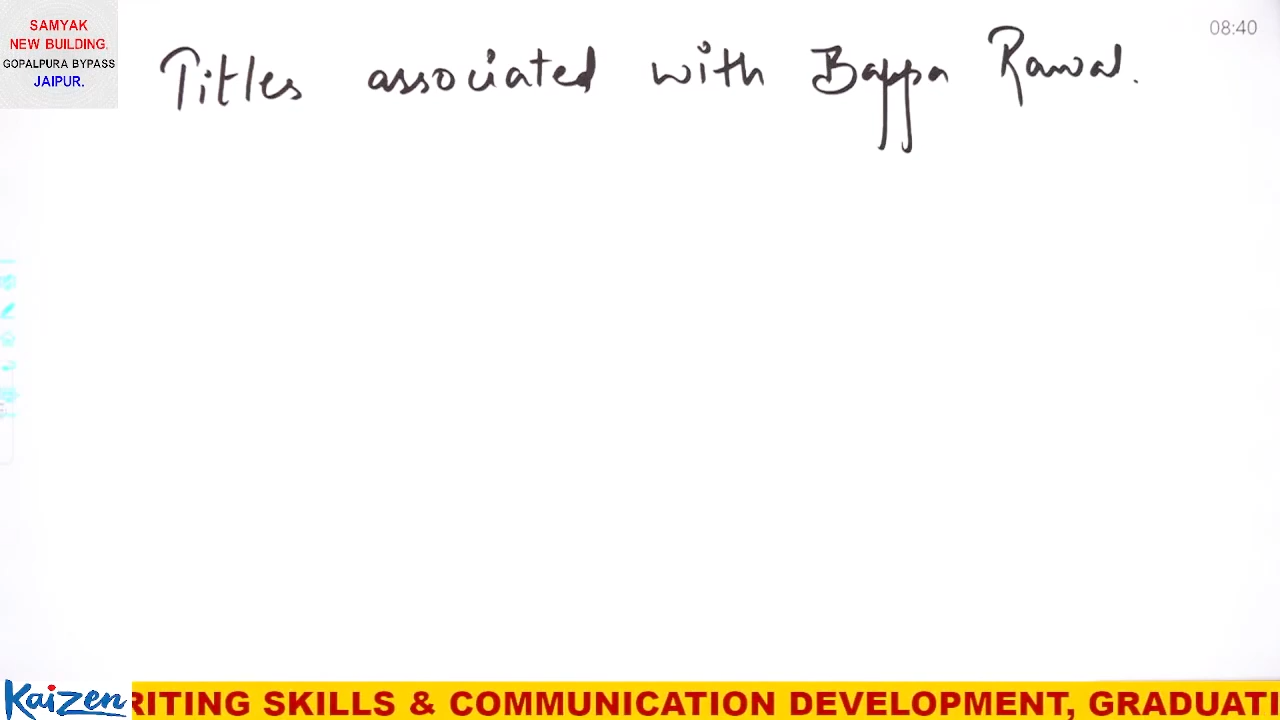 SAMYAK
NEW BUILDING,
GOPALPURA BYPASS
JAIPUR.
08:40
Titles associated with Bappa Rawal.
Kaizen
RITING SKILLS & COMMUNICATION DEVELOPMENT, GRADUATI